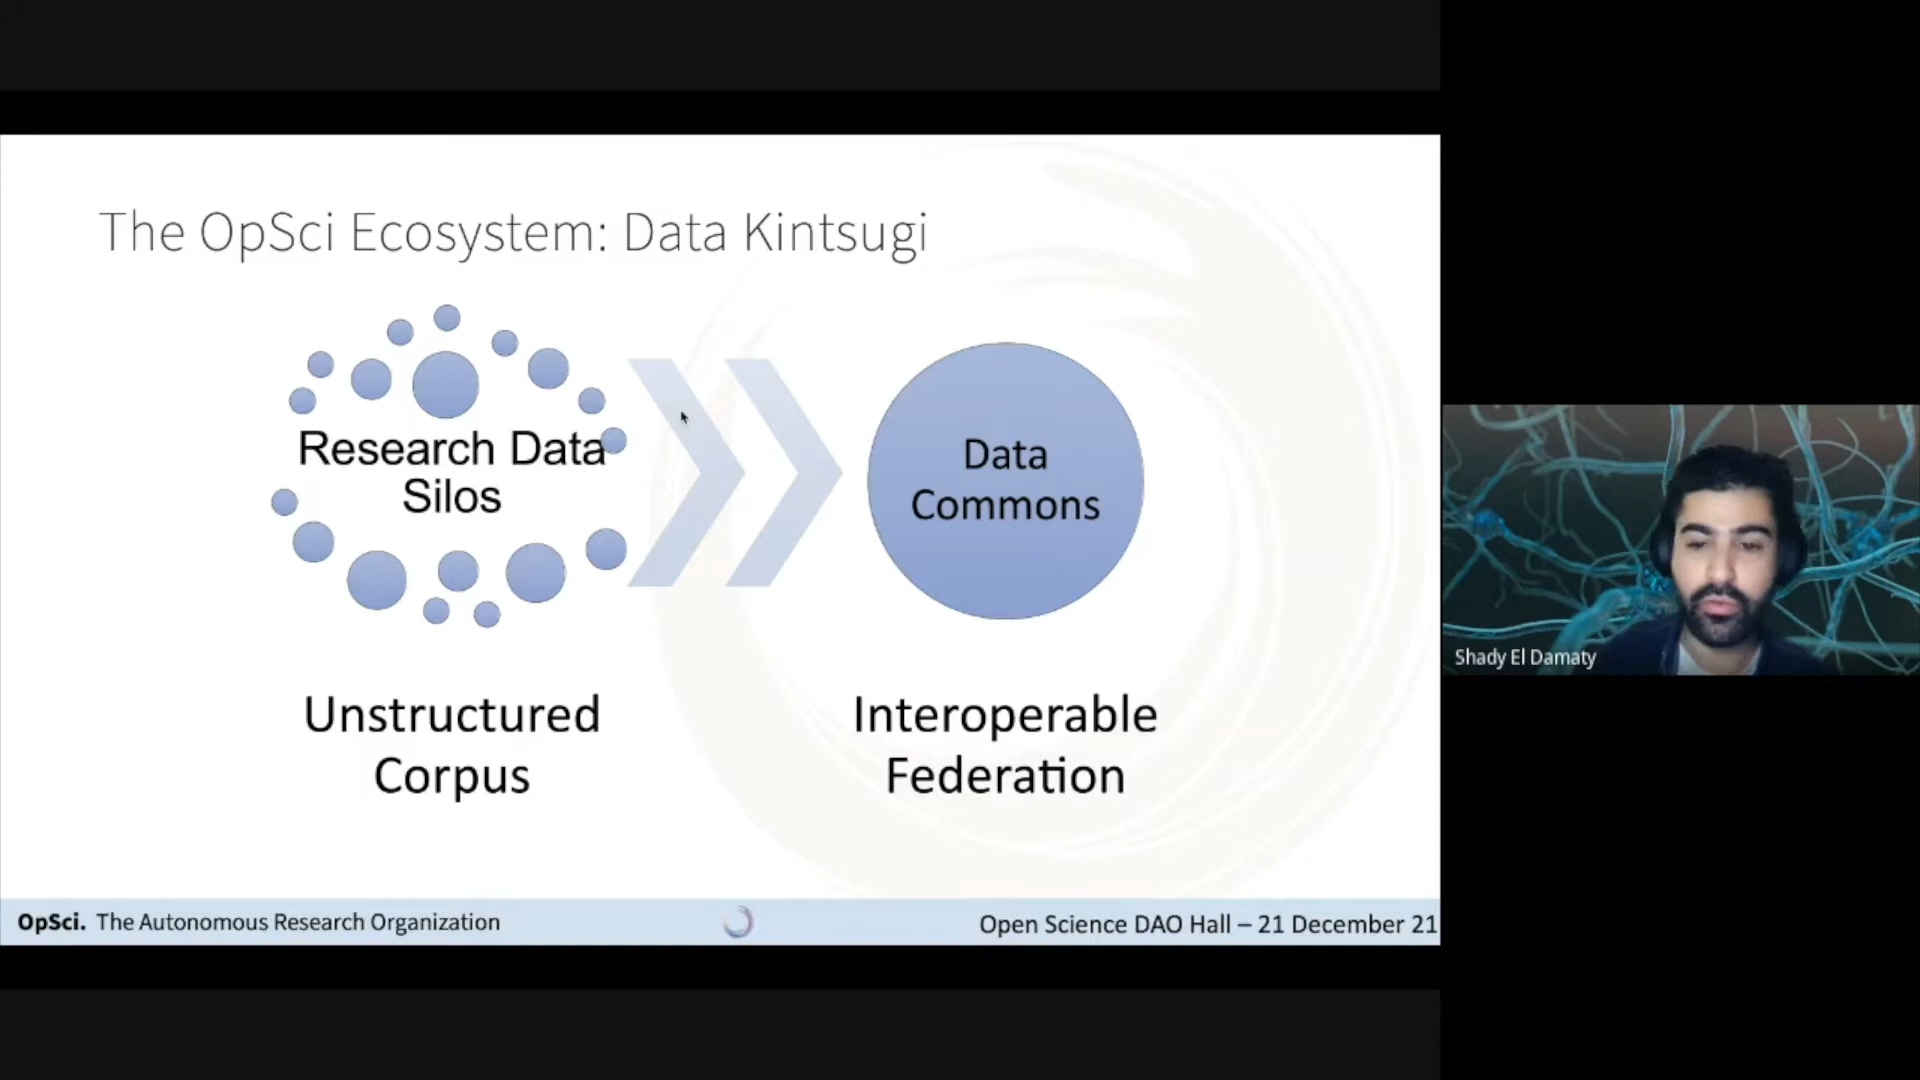 The OpSci Ecosystem: Data Kintsugi
Research Data
Silos
Data
Commons
Unstructured
Corpus
Interoperable
Federation
OpSci. The Autonomous Research Organization
Open Science DAO Hall – 21 December 21
Shady El Damaty